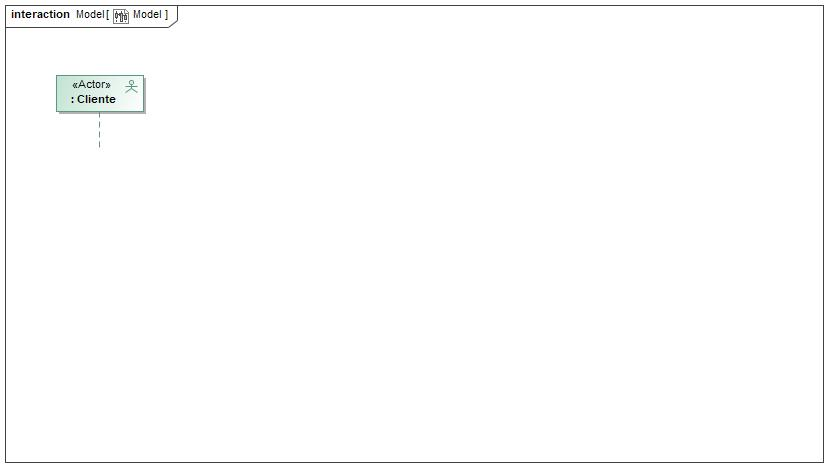 interaction Model[ Model ]
«Actor»
: Cliente